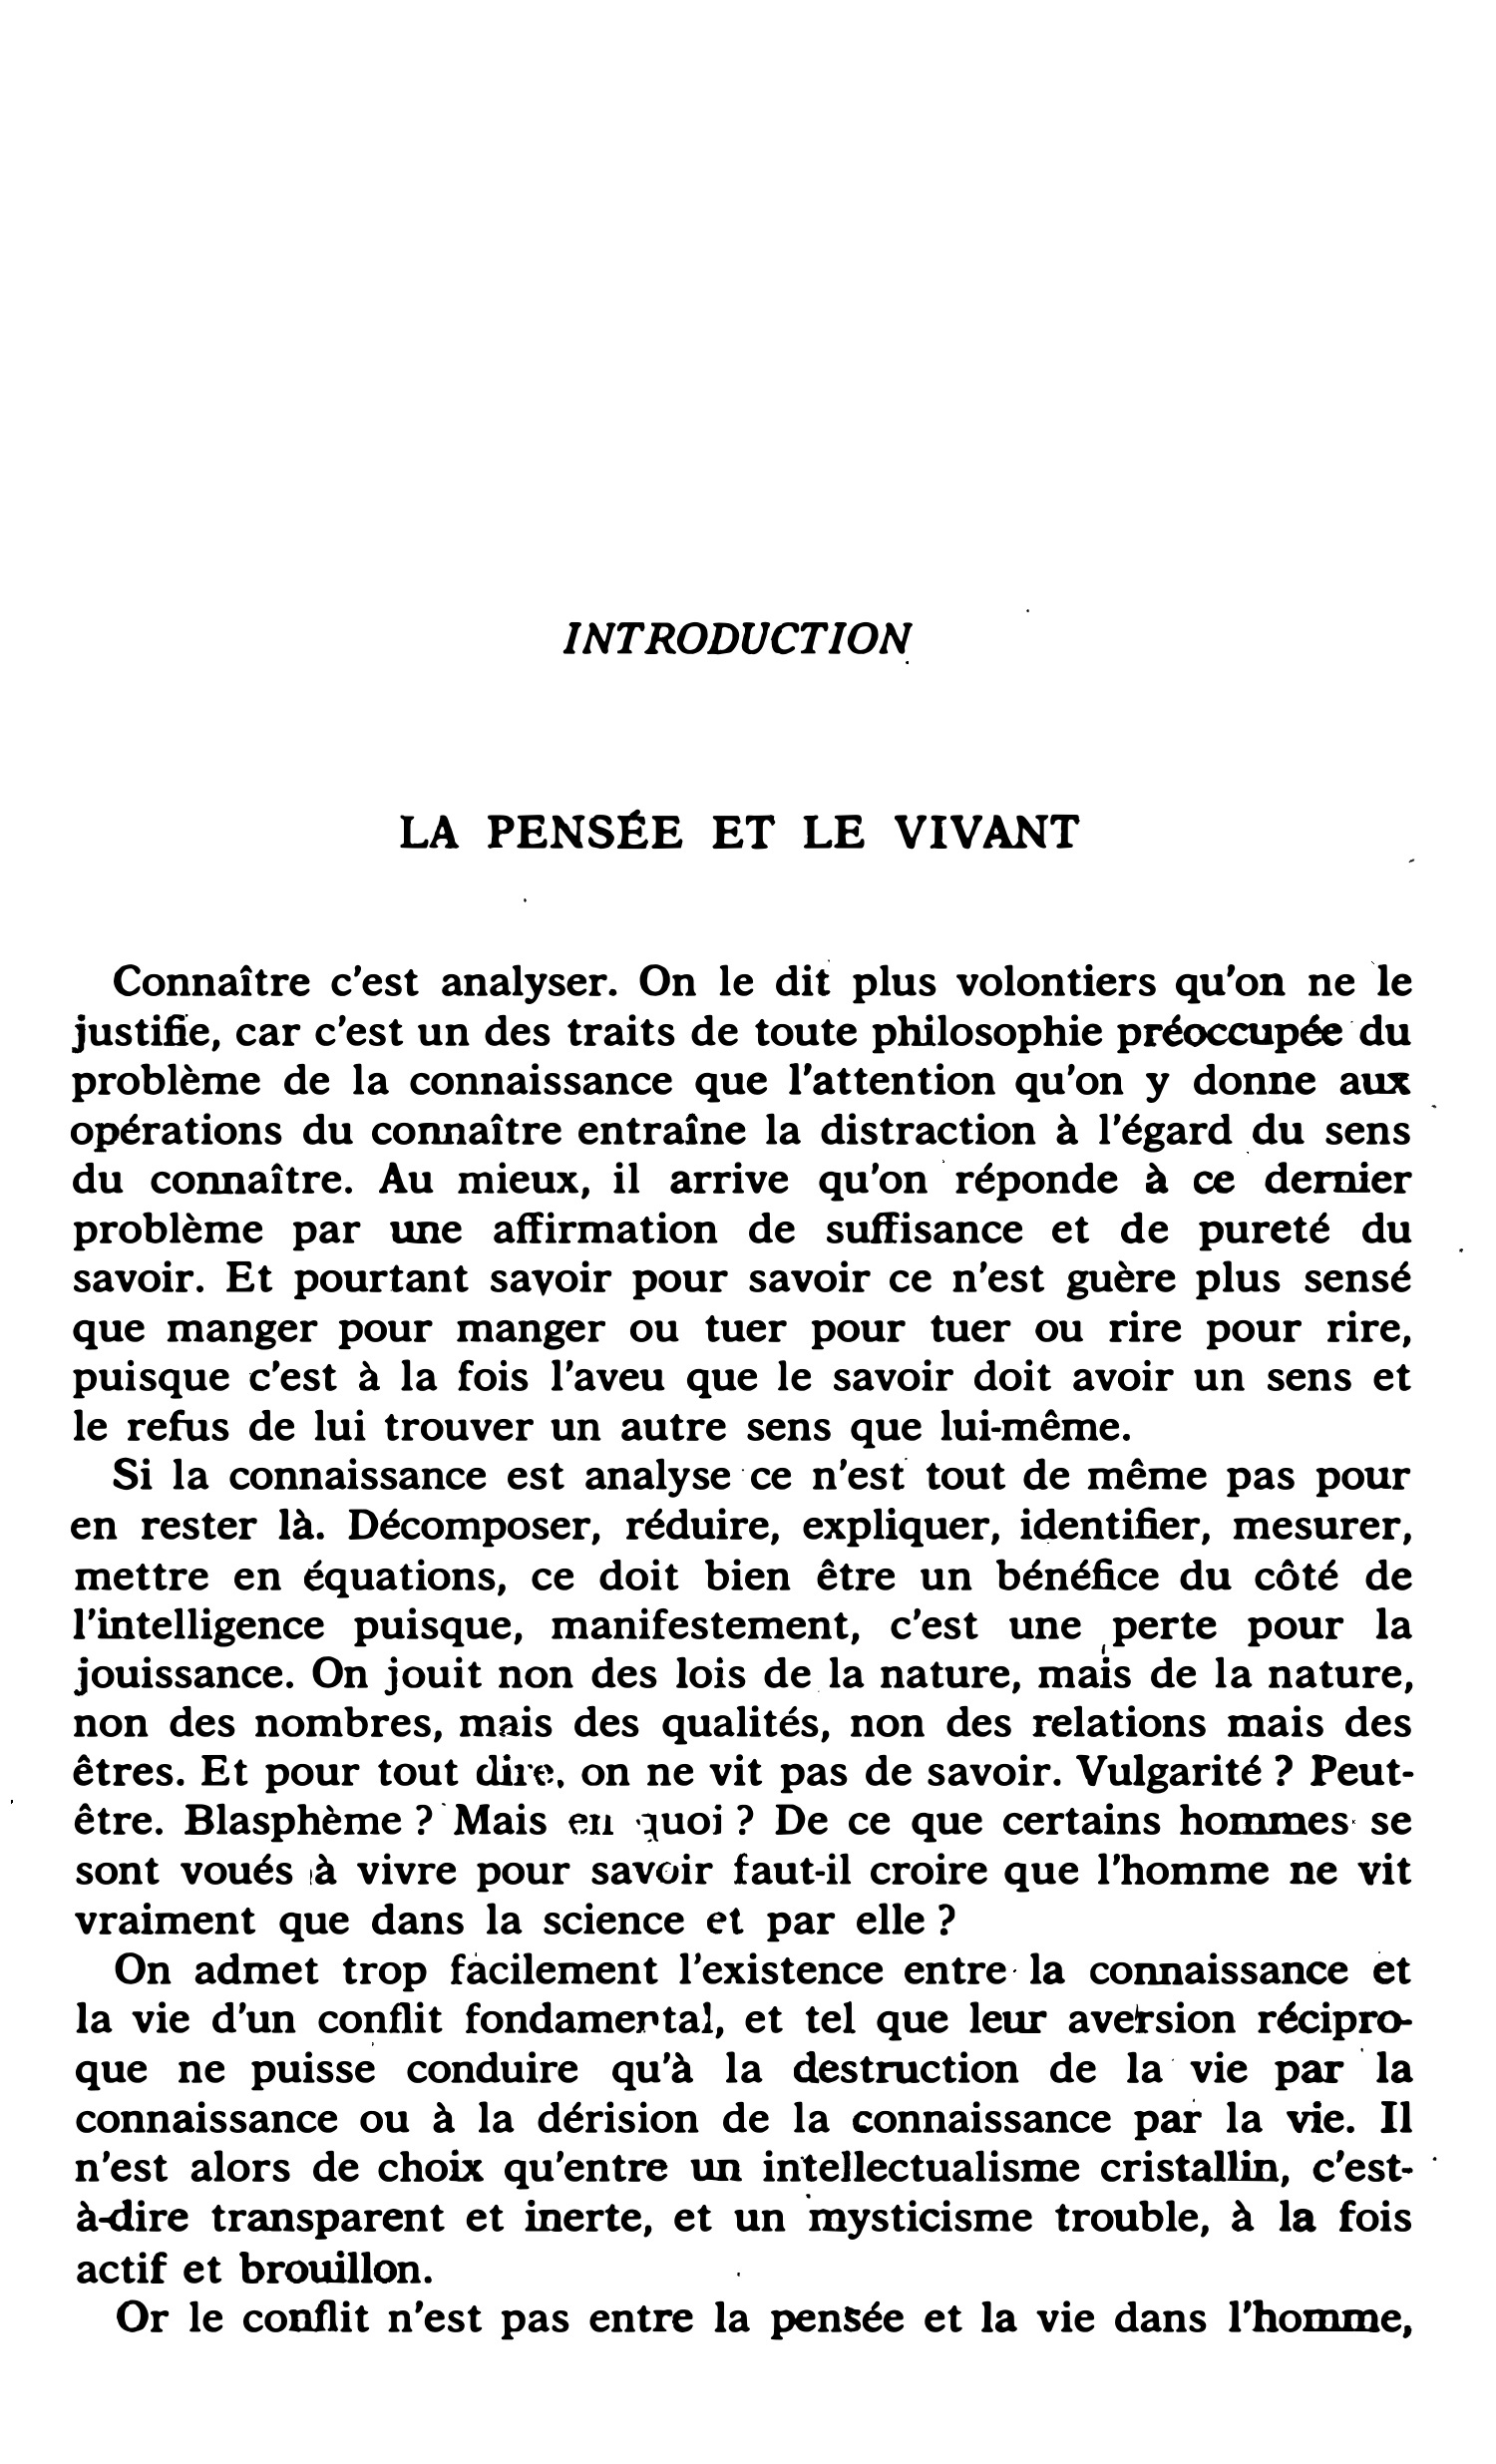 INTRODUCTION
LA PENSÉE ET LE VIVANT
Connaître c'est analyser. On le dit plus volontiers qu'on ne le
justifie, car c'est un des traits de toute philosophie préoccupée du
problème de la connaissance que l'attention qu'on y donne aux
opérations du connaître entraîne la distraction à l'égard du sens
du connaître. Au mieux, il arrive qu'on réponde à ce dernier
problème par une affirmation de suffisance et de pureté du
savoir. Et pourtant savoir pour savoir ce n'est guère plus sensé
que manger pour manger ou tuer pour tuer ou rire pour rire,
puisque c'est à la fois l'aveu que le savoir doit avoir un sens et
le refus de lui trouver un autre sens que lui-même.
Si la connaissance est analyse ce n'est tout de même pas pour
en rester là. Décomposer, réduire, expliquer, identifier, mesurer,
mettre en équations, ce doit bien être un bénéfice du côté de
l'intelligence puisque, manifestement, c'est une perte pour la
jouissance. On jouit non des lois de la nature, mais de la nature,
non des nombres, mais des qualités, non des relations mais des
êtres. Et pour tout dire, on ne vit pas de savoir. Vulgarité ? Peut-
être. Blasphème ? Mais en quoi ? De ce que certains hommes se
sont voués à vivre pour savoir faut-il croire que l'homme ne vit
vraiment que dans la science et par elle ?
On admet trop facilement l'existence entre la connaissance et
la vie d'un conflit fondamental, et tel que leur aversion récipro-
que ne puisse conduire qu'à la destruction de la vie par la
connaissance ou à la dérision de la connaissance par la vie. Il
n'est alors de choix qu'entre un intellectualisme cristallin, c'est-
à-dire transparent et inerte, et un mysticisme trouble, à la fois
actif et brouillon.
Or le conflit n'est pas entre la pensée et la vie dans l'homme,